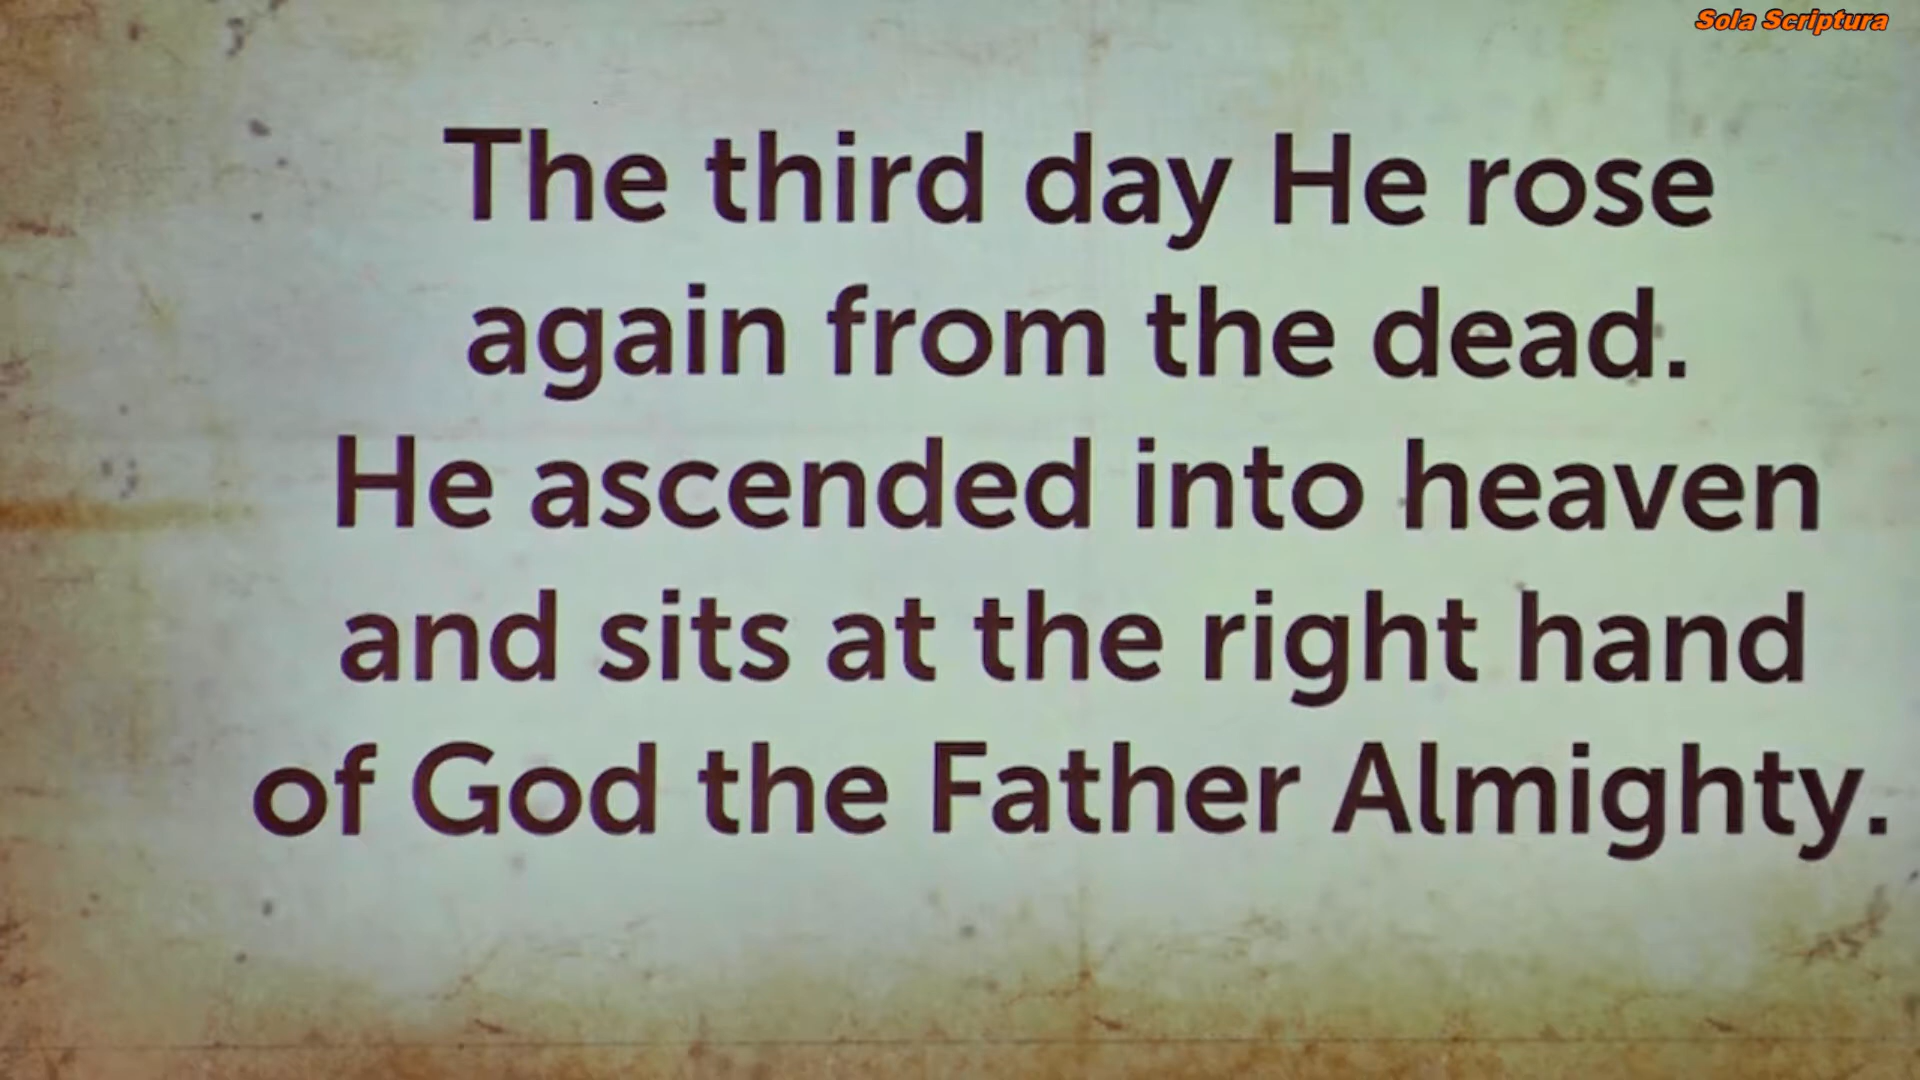 Sola Scriptura
The third day He rose
again from the dead.
He ascended into heaven
and sits at the right hand
of God the Father Almighty.